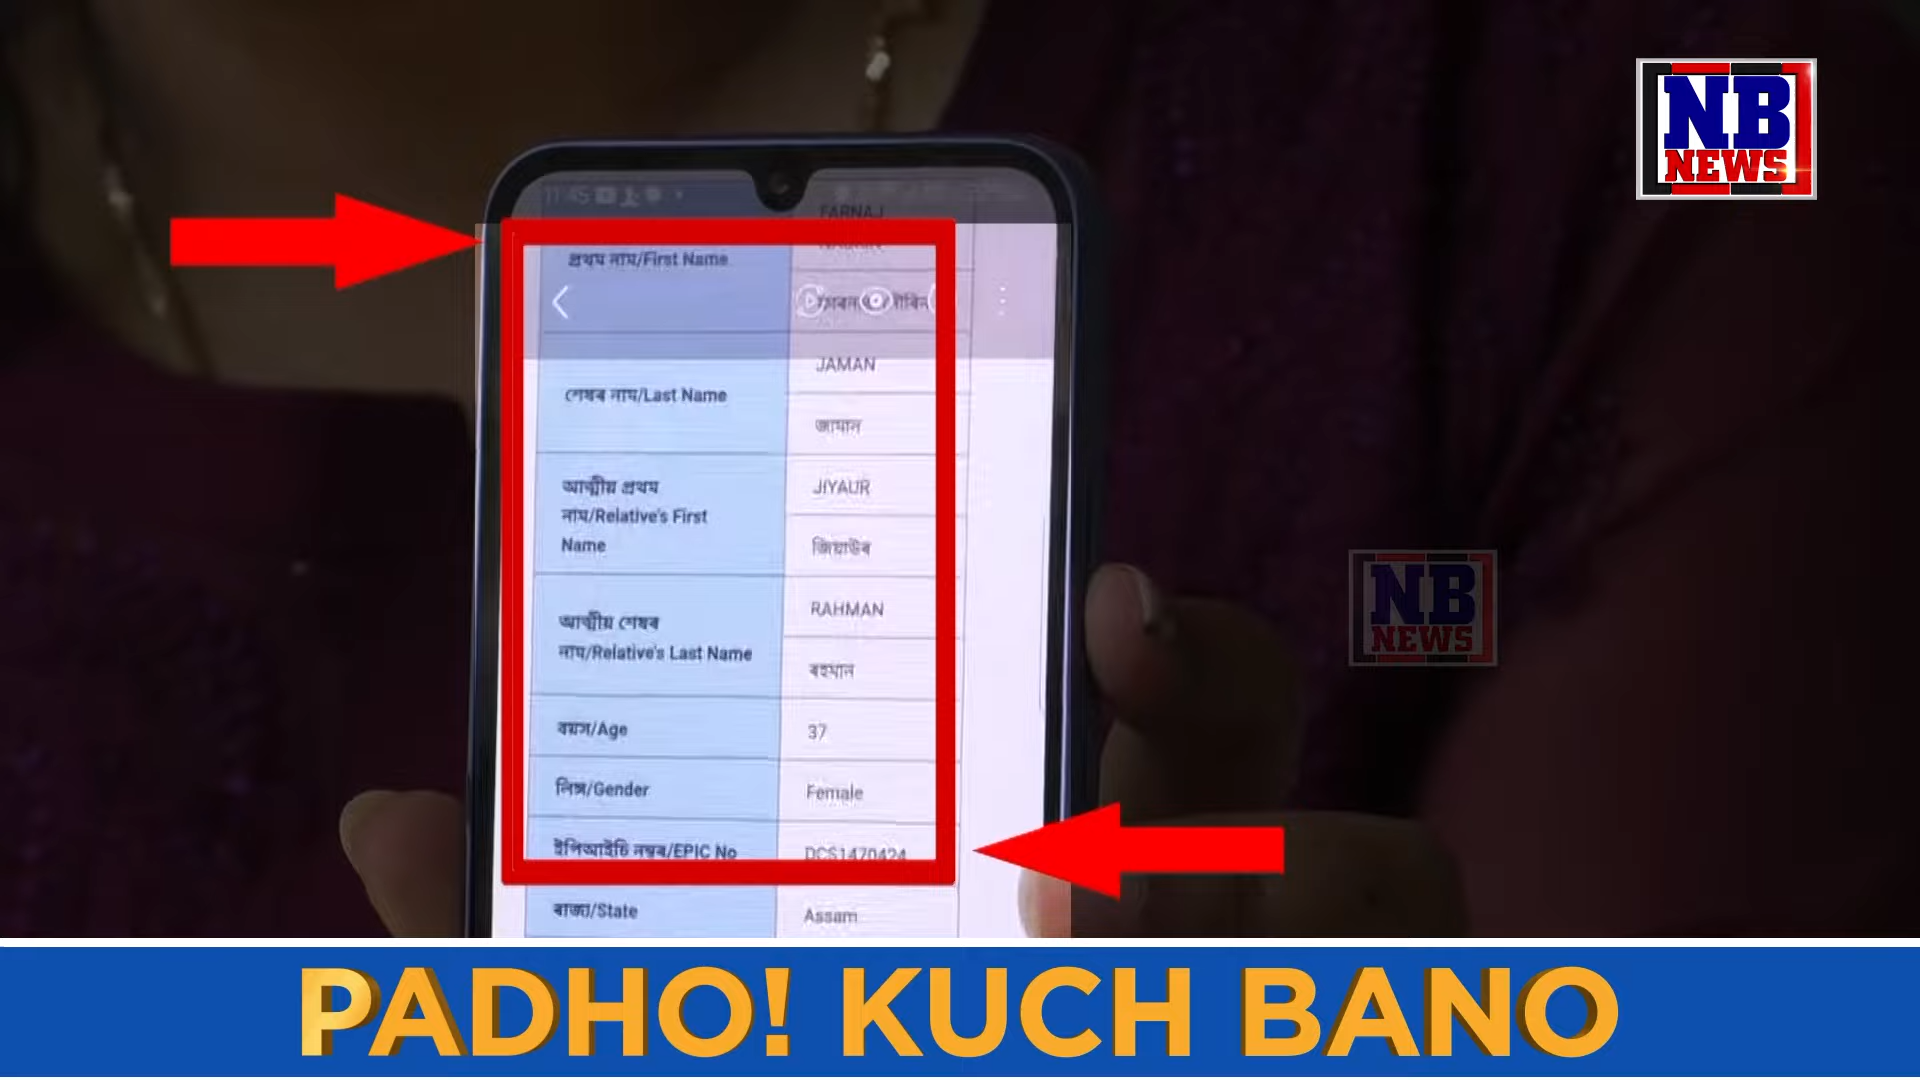 NB
NEWS
11:45
FARNAJ
প্ৰথম নাম/First Name
JAMAN
শেষৰ নাম/Last Name
জামান
আত্মীয় প্ৰথম
নাম/Relative's First
Name
JIYAUR
জিয়াউৰ
আত্মীয় শেষৰ
নাম/Relative's Last Name
RAHMAN
ৰহমান
বয়স/Age
37
লিঙ্গ/Gender
Female
ইপিআইচি নম্বৰ/EPIC No
DCS1470424
ৰাজ্য/State
Assam
NB
NEWS
PADHO! KUCH BANO